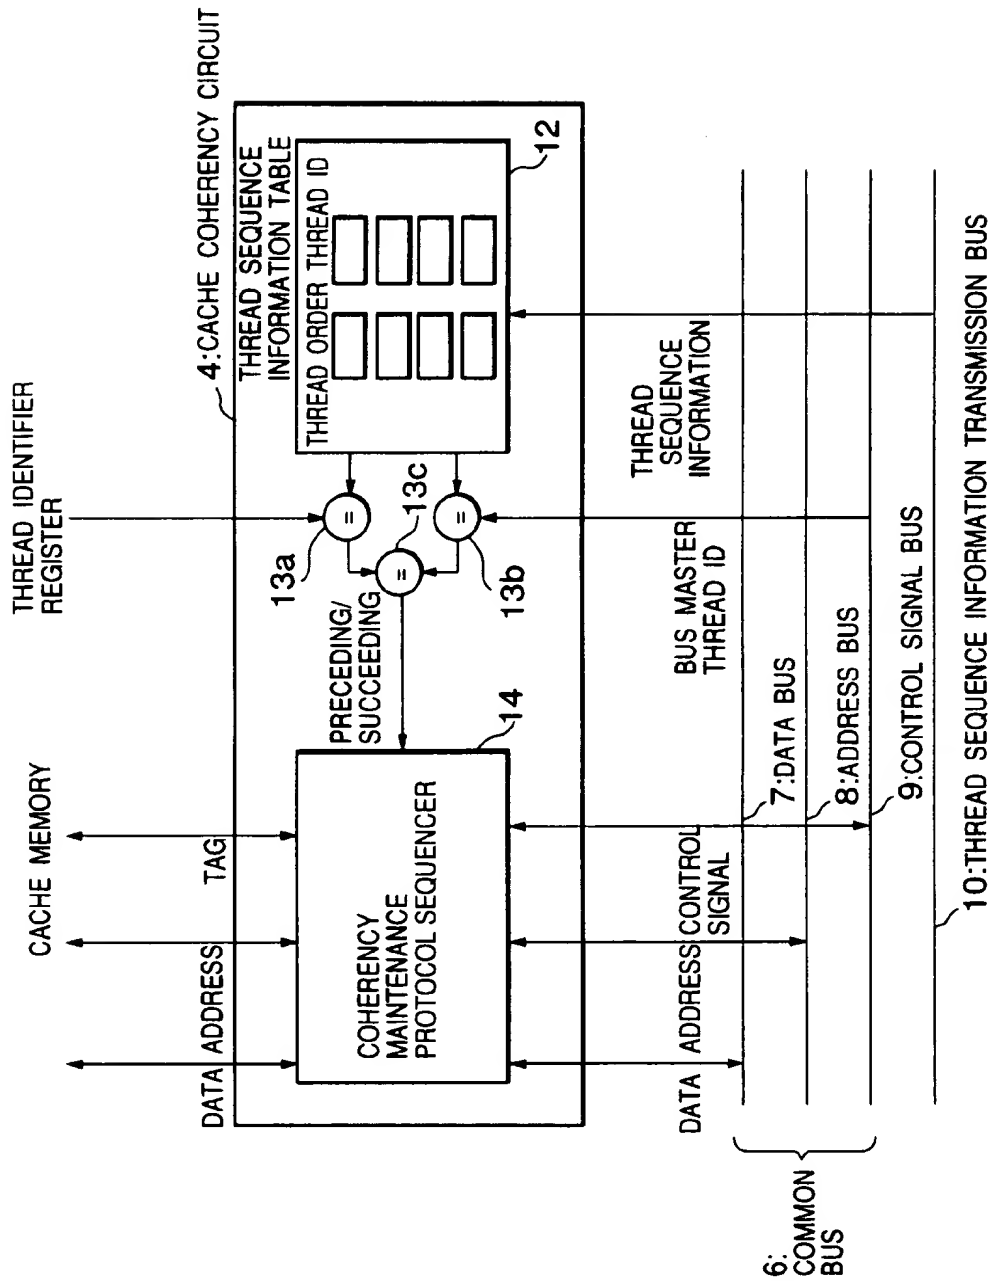 CACHE MEMORY
THREAD IDENTIFIER
REGISTER
4:CACHE COHERENCY CIRCUIT
DATA ADDRESS
TAG
THREAD SEQUENCE
INFORMATION TABLE
THREAD ORDER
THREAD ID
13a
=
13c
=
13b
=
12
PRECEDING/
SUCCEEDING
14
COHERENCY
MAINTENANCE
PROTOCOL SEQUENCER
DATA
ADDRESS
CONTROL
SIGNAL
BUS MASTER
THREAD ID
THREAD
SEQUENCE
INFORMATION
7:DATA BUS
8:ADDRESS BUS
9:CONTROL SIGNAL BUS
10:THREAD SEQUENCE INFORMATION TRANSMISSION BUS
6:
COMMON
BUS